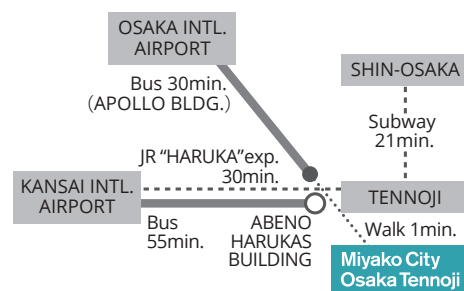 OSAKA INTL.
AIRPORT
Bus 30min.
(APOLLO BLDG.)
SHIN-OSAKA
Subway
21min.
JR “HARUKA”exp.
30min.
KANSAI INTL.
AIRPORT
TENNOJI
Bus
55min.
ABENO
HARUKAS
BUILDING
Walk 1min.
Miyako City
Osaka Tennoji